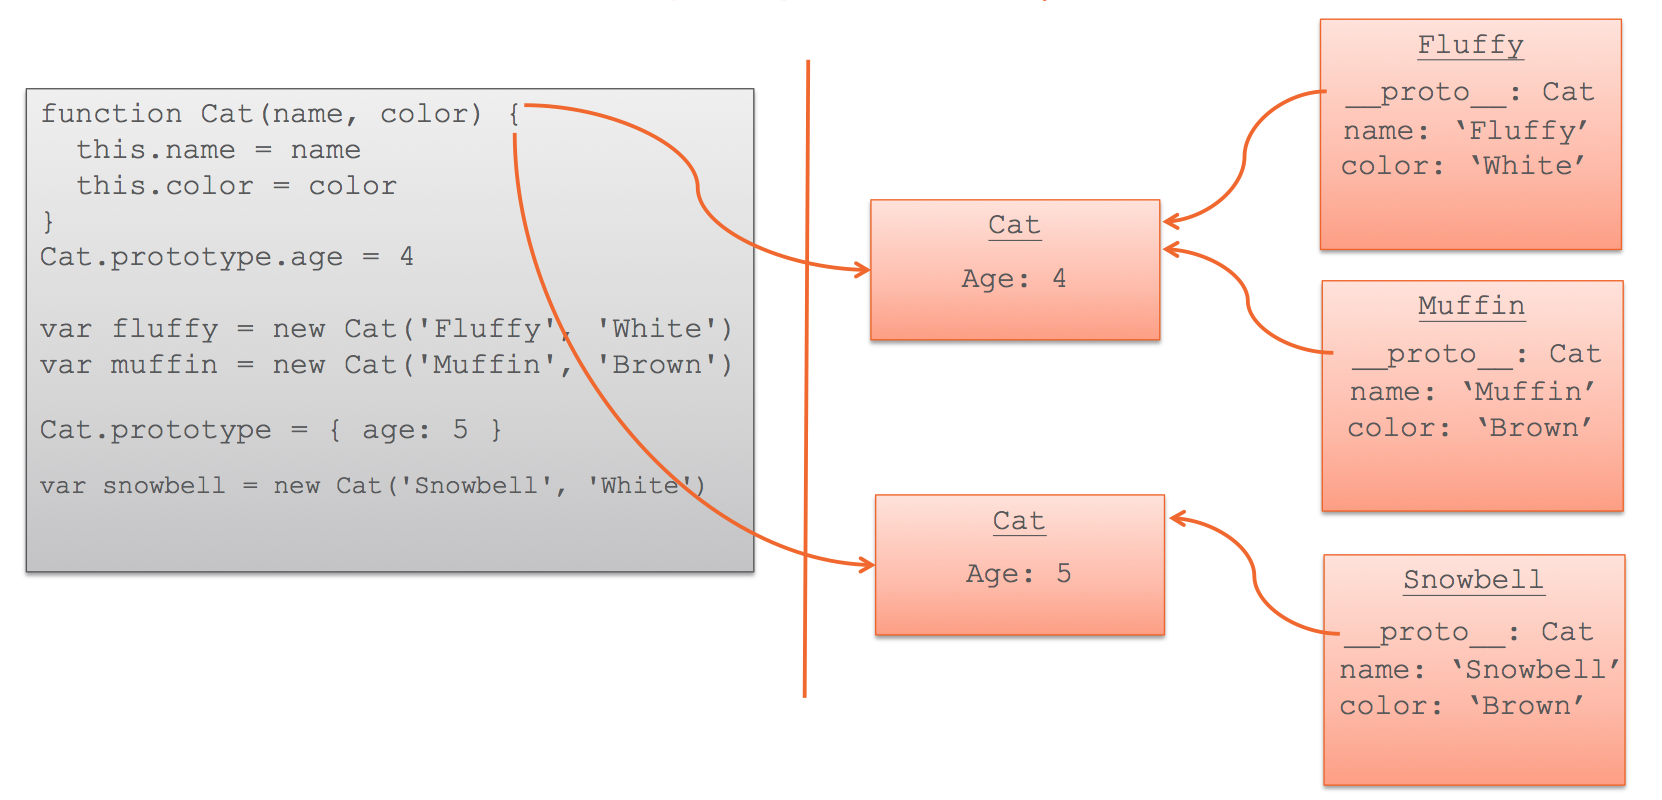 function Cat(name, color) {
  this.name = name
  this.color = color
}
Cat.prototype.age = 4
var fluffy = new Cat('Fluffy', 'White')
var muffin = new Cat('Muffin', 'Brown')
Cat.prototype = { age: 5 }
var snowbell = new Cat('Snowbell', 'White')
Cat
Age: 4
Cat
Age: 5
Fluffy
__proto__: Cat
name: ‘Fluffy’
color: ‘White’
Muffin
__proto__: Cat
name: ‘Muffin’
color: ‘Brown’
Snowbell
__proto__: Cat
name: ‘Snowbell’
color: ‘Brown’